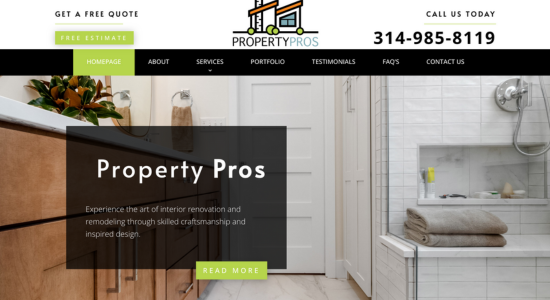 GET A FREE QUOTE
FREE ESTIMATE
PROPERTYPROS
CALL US TODAY
314-985-8119
HOMEPAGE ABOUT SERVICES PORTFOLIO TESTIMONIALS FAQ'S CONTACT US
Property Pros
Experience the art of interior renovation and
remodeling through skilled craftsmanship and
inspired design.
READ MORE